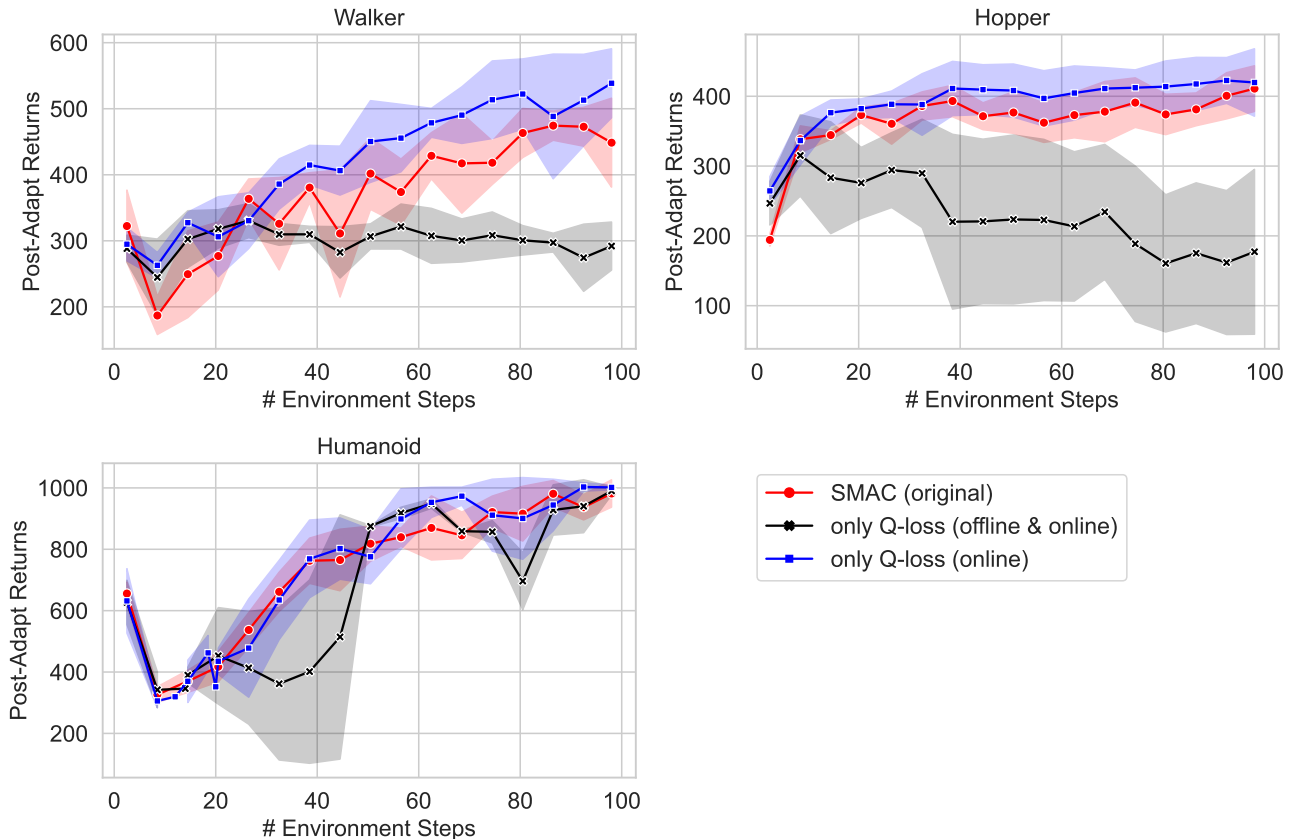 Walker
600
500
400
300
200
Post-Adapt Returns
0 20 40 60 80 100
# Environment Steps
Hopper
400
300
200
100
Post-Adapt Returns
0 20 40 60 80 100
# Environment Steps
Humanoid
1000
800
600
400
200
Post-Adapt Returns
0 20 40 60 80 100
# Environment Steps
SMAC (original)
only Q-loss (offline & online)
only Q-loss (online)